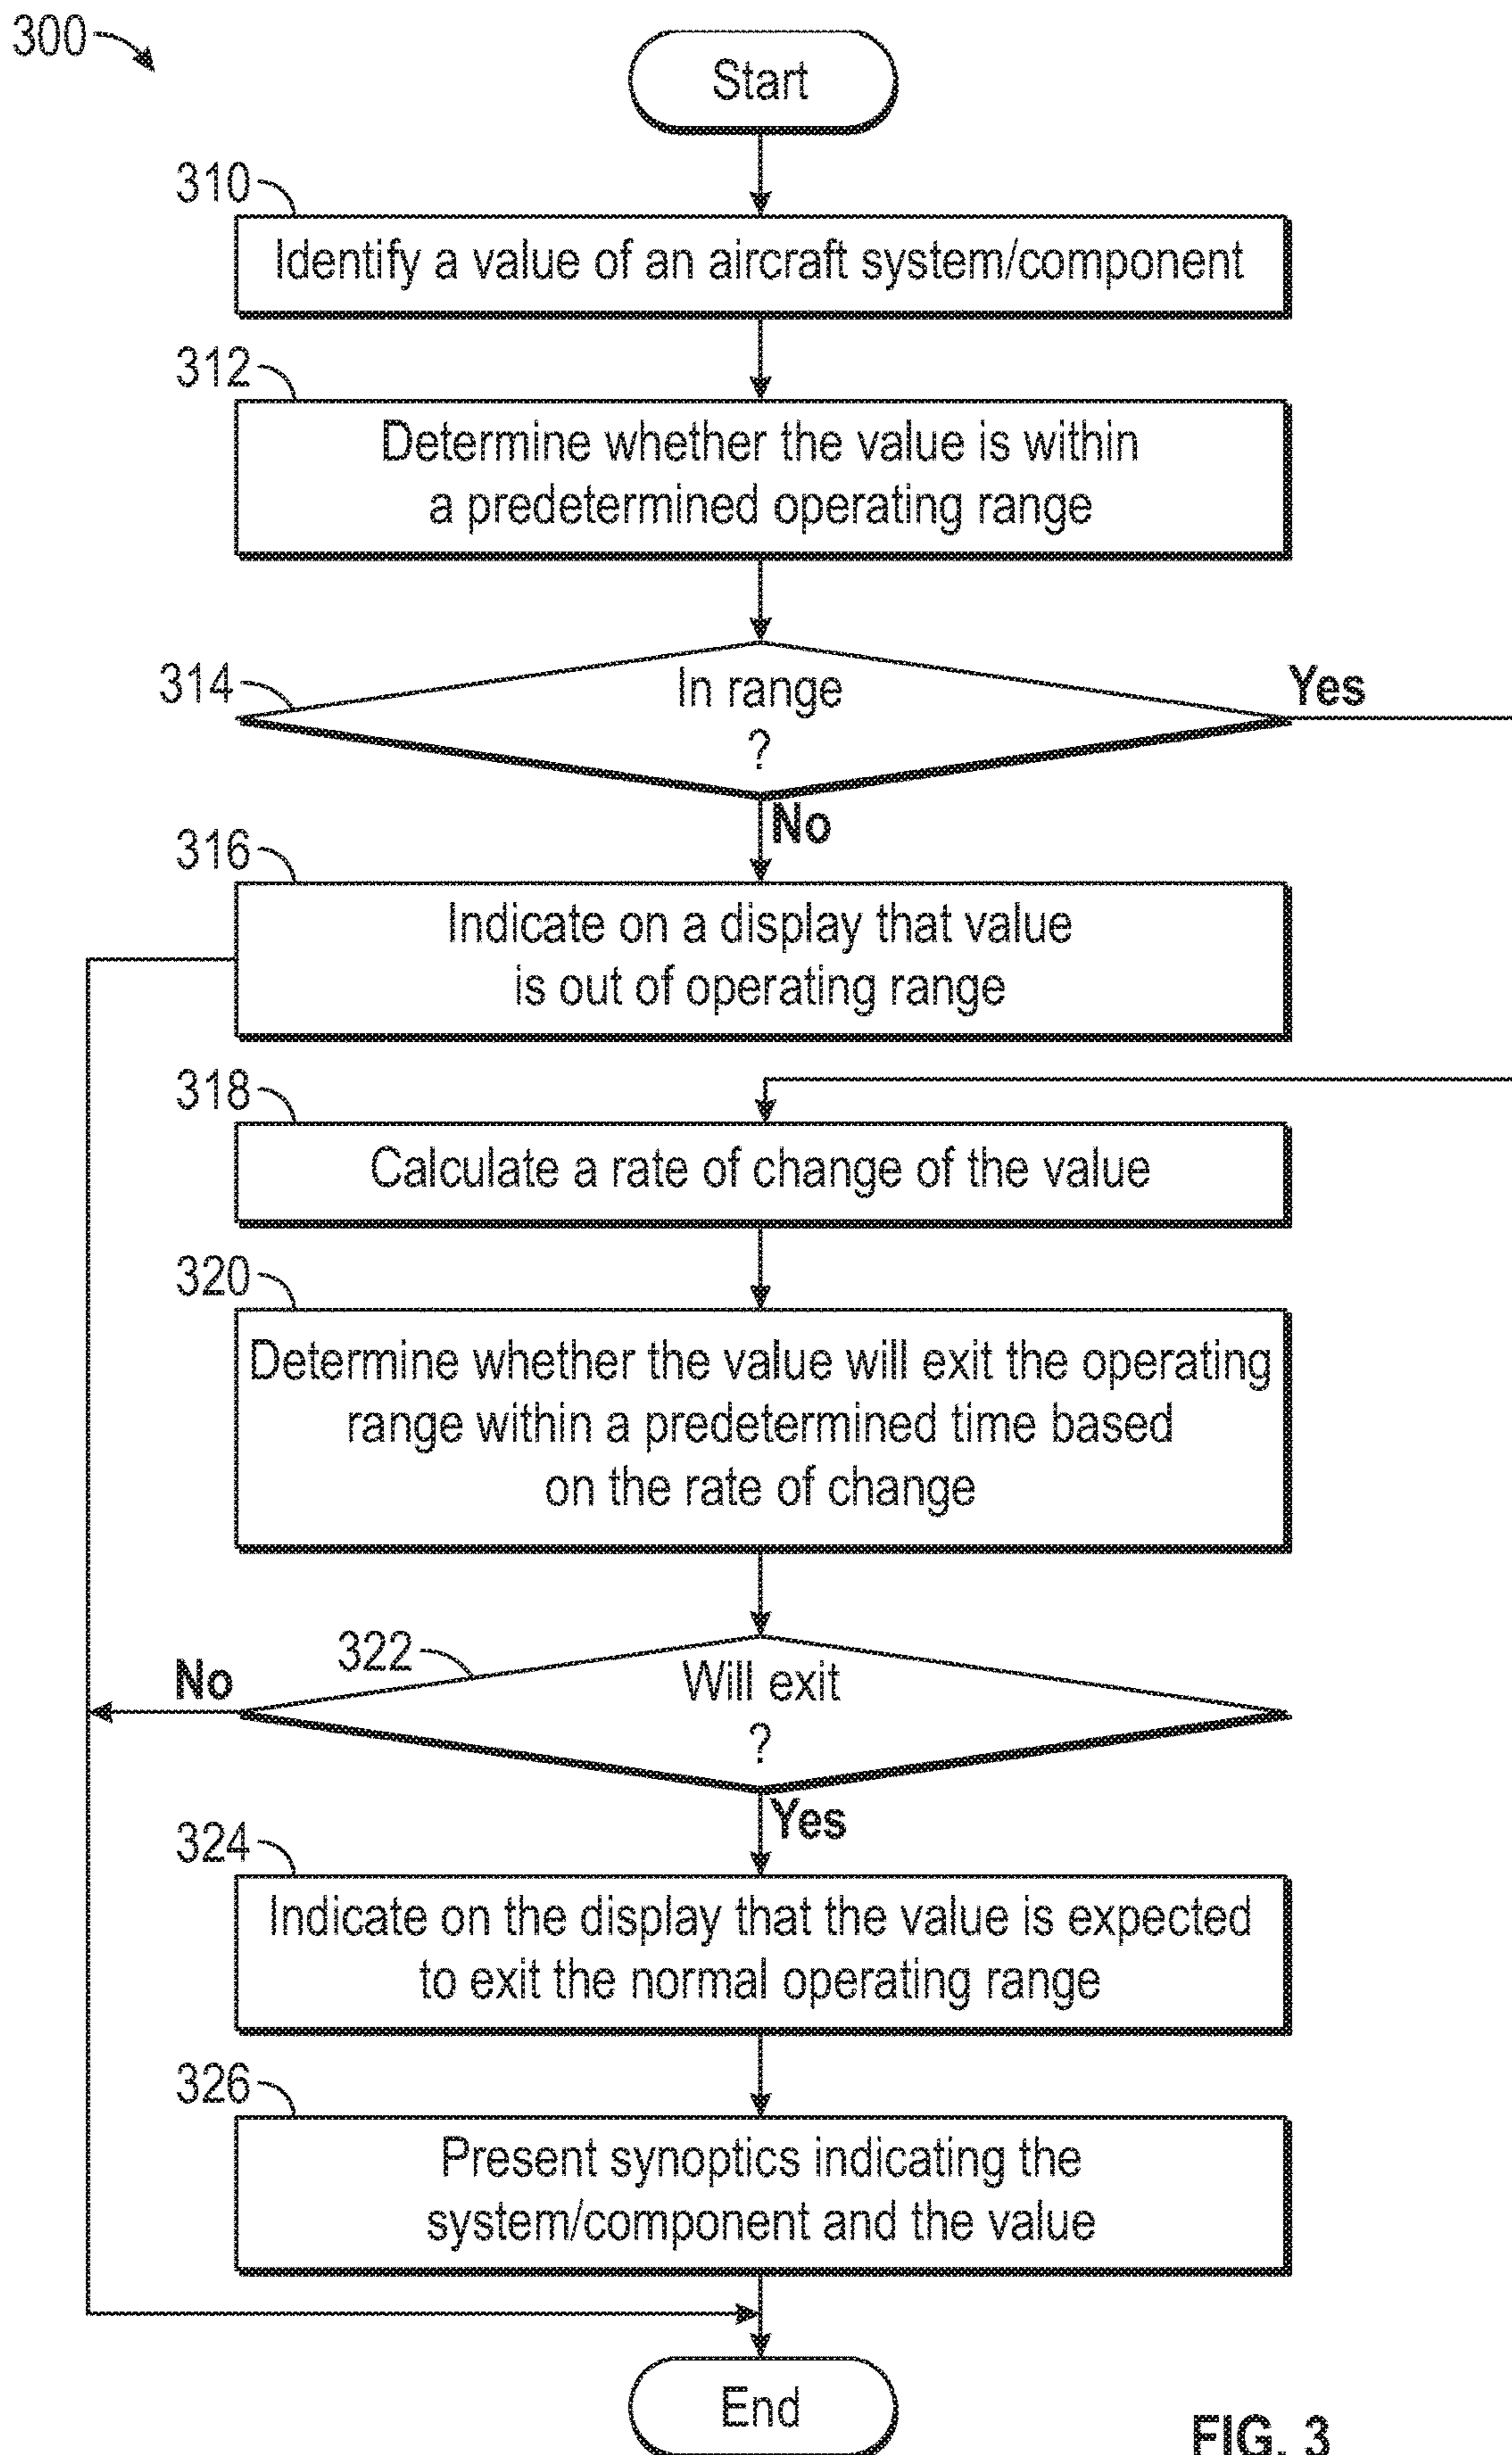 300
Start
310
Identify a value of an aircraft system/component
312
Determine whether the value is within
a predetermined operating range
314
In range
?
Yes
No
316
Indicate on a display that value
is out of operating range
318
Calculate a rate of change of the value
320
Determine whether the value will exit the operating
range within a predetermined time based
on the rate of change
322
Will exit
?
No
Yes
324
Indicate on the display that the value is expected
to exit the normal operating range
326
Present synoptics indicating the
system/component and the value
End
FIG. 3